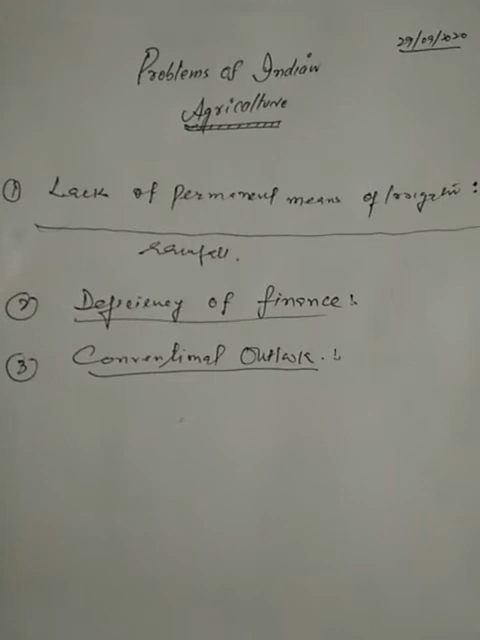 29/09/2020
Problems of Indian
Agriculture
① Lack of permanent means of Irrigation :
rainfall.
② Deficiency of finance :
③ Conventional Outlook :